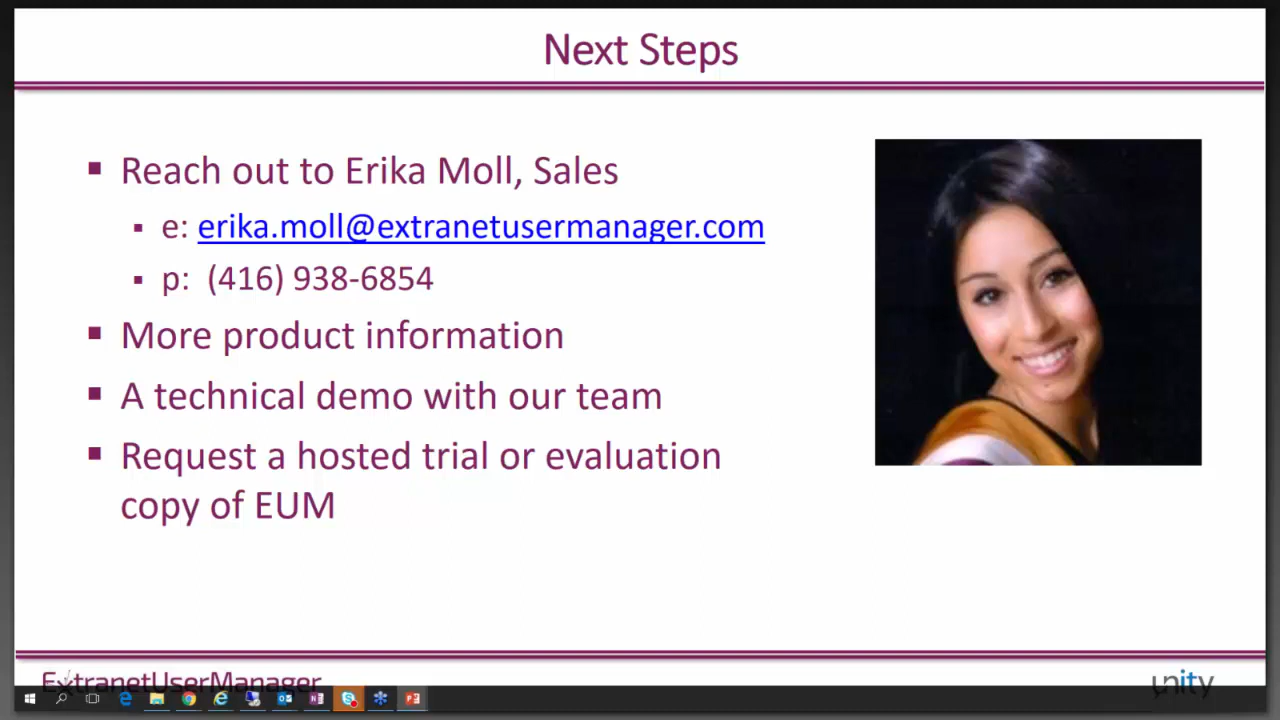 Next Steps
Reach out to Erika Moll, Sales
e: erika.moll@extranetusermanager.com
p: (416) 938-6854
More product information
A technical demo with our team
Request a hosted trial or evaluation
copy of EUM
ExtranetUserManager
unity